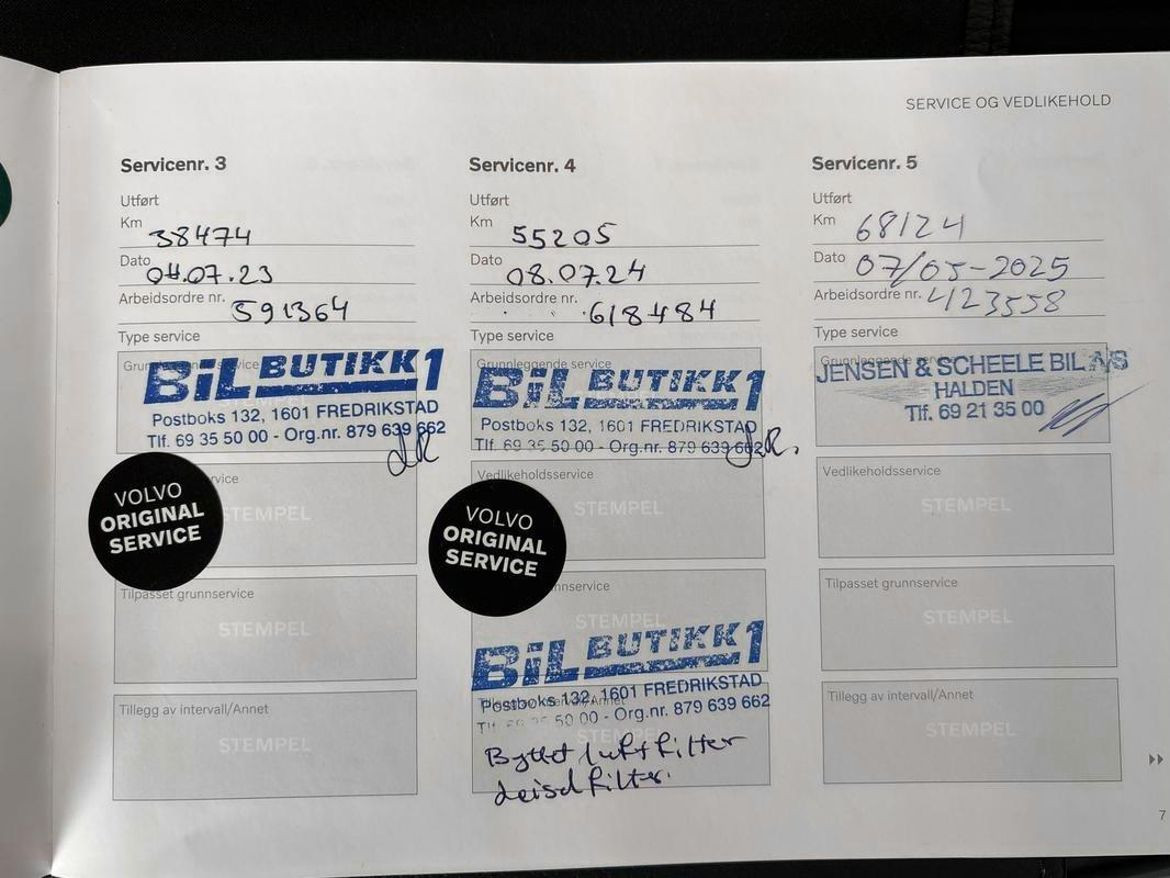 SERVICE OG VEDLIKEHOLD
Servicenr. 3
Utført
Km 38474
Dato 04.07.23
Arbeidsordre nr. 591364
Type service
Grunnleggende service
BiL BUTIKK 1
Postboks 132, 1601 FREDRIKSTAD
Tlf. 69 35 50 00 - Org.nr. 879 639 662
VOLVO
ORIGINAL
SERVICE
STEMPEL
Tilpasset grunnservice
STEMPEL
Tillegg av intervall/Annet
STEMPEL
Servicenr. 4
Utført
Km 55205
Dato 08.07.24
Arbeidsordre nr. 618484
Type service
Grunnleggende service
BiL BUTIKK 1
Postboks 132, 1601 FREDRIKSTAD
Tlf. 69 35 50 00 - Org.nr. 879 639 662
Vedlikeholdsservice
STEMPEL
VOLVO
ORIGINAL
SERVICE
STEMPEL
BiL BUTIKK 1
Postboks 132, 1601 FREDRIKSTAD
Tlf. 69 35 50 00 - Org.nr. 879 639 662
STEMPEL
Byttet luftfilter
deisel filter.
Servicenr. 5
Utført
Km 68124
Dato 07/05-2025
Arbeidsordre nr. 4123558
Type service
Grunnleggende service
JENSEN & SCHEELE BIL A/S
HALDEN
Tlf. 69 21 35 00
Vedlikeholdsservice
STEMPEL
Tilpasset grunnservice
STEMPEL
Tillegg av intervall/Annet
STEMPEL
7